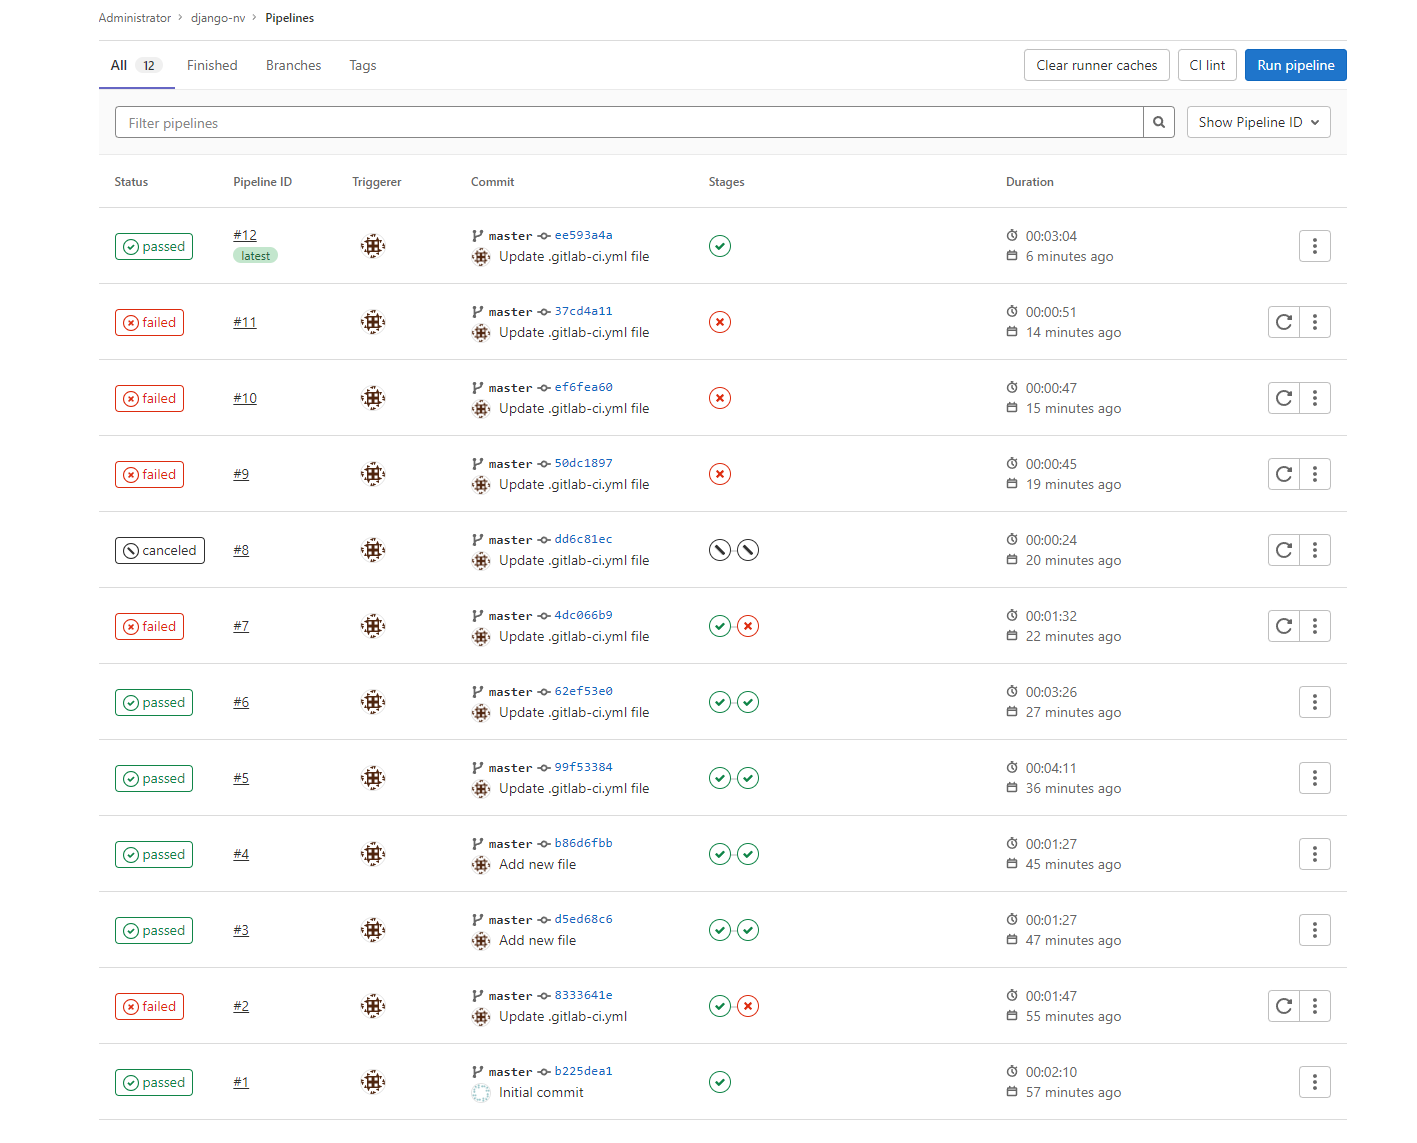 Administrator > django-nv > Pipelines
All 12 Finished Branches Tags Clear runner caches CI lint Run pipeline
Filter pipelines Show Pipeline ID
Status Pipeline ID Triggerer Commit Stages Duration
passed #12 latest master ee593a4a 00:03:04
Update .gitlab-ci.yml file 6 minutes ago
failed #11 master 37cd4a11 00:00:51
Update .gitlab-ci.yml file 14 minutes ago
failed #10 master ef6fea60 00:00:47
Update .gitlab-ci.yml file 15 minutes ago
failed #9 master 50dc1897 00:00:45
Update .gitlab-ci.yml file 19 minutes ago
canceled #8 master dd6c81ec 00:00:24
Update .gitlab-ci.yml file 20 minutes ago
failed #7 master 4dc066b9 00:01:32
Update .gitlab-ci.yml file 22 minutes ago
passed #6 master 62ef53e0 00:03:26
Update .gitlab-ci.yml file 27 minutes ago
passed #5 master 99f53384 00:04:11
Update .gitlab-ci.yml file 36 minutes ago
passed #4 master b86d6fbb 00:01:27
Add new file 45 minutes ago
passed #3 master d5ed68c6 00:01:27
Add new file 47 minutes ago
failed #2 master 8333641e 00:01:47
Update .gitlab-ci.yml 55 minutes ago
passed #1 master b225dea1 00:02:10
Initial commit 57 minutes ago